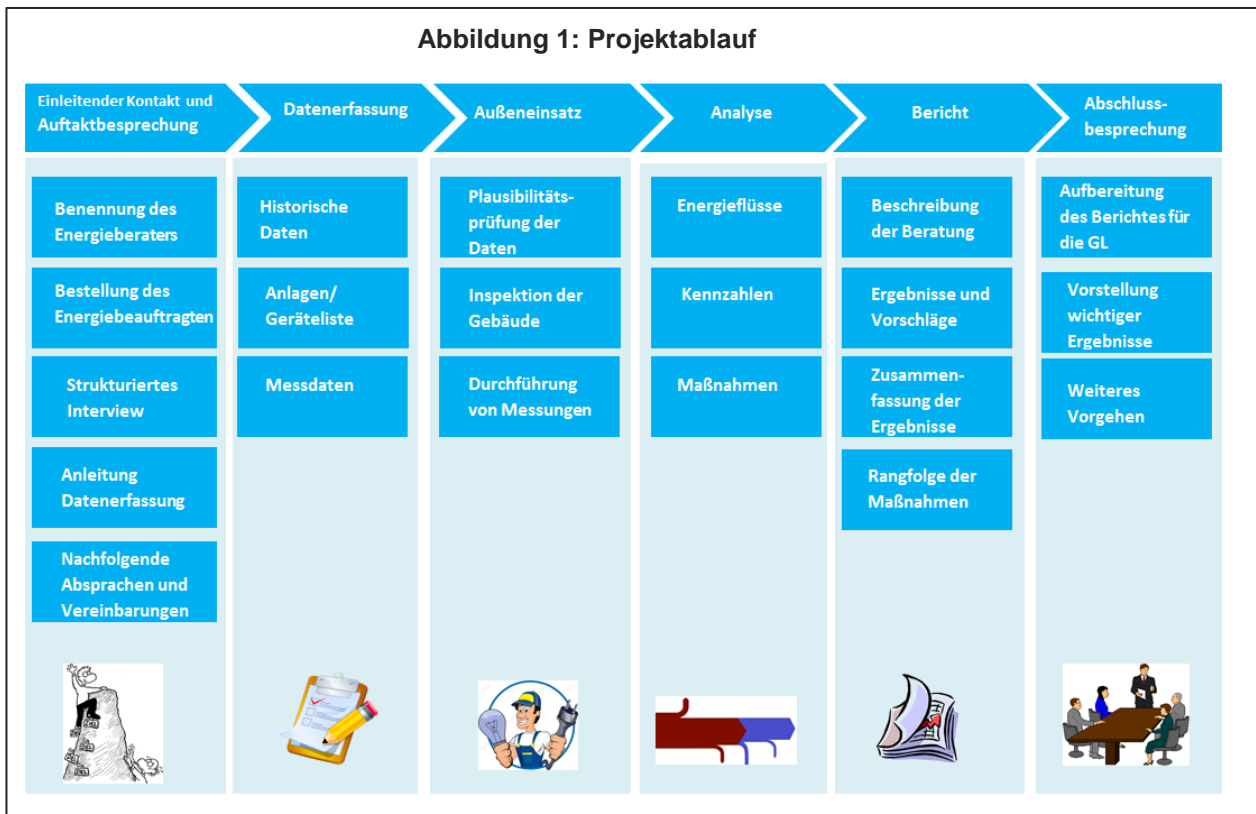 Abbildung 1: Projektablauf
Einleitender Kontakt und
Auftaktbesprechung
Datenerfassung
Außeneinsatz
Analyse
Bericht
Abschluss-
besprechung
Benennung des
Energieberaters
Bestellung des
Energiebeauftragten
Strukturiertes
Interview
Anleitung
Datenerfassung
Nachfolgende
Absprachen und
Vereinbarungen
Historische
Daten
Anlagen/
Geräteliste
Messdaten
Plausibilitäts-
prüfung der
Daten
Inspektion der
Gebäude
Durchführung
von Messungen
Energieflüsse
Kennzahlen
Maßnahmen
Beschreibung
der Beratung
Ergebnisse und
Vorschläge
Zusammen-
fassung der
Ergebnisse
Rangfolge der
Maßnahmen
Aufbereitung
des Berichtes für
die GL
Vorstellung
wichtiger
Ergebnisse
Weiteres
Vorgehen